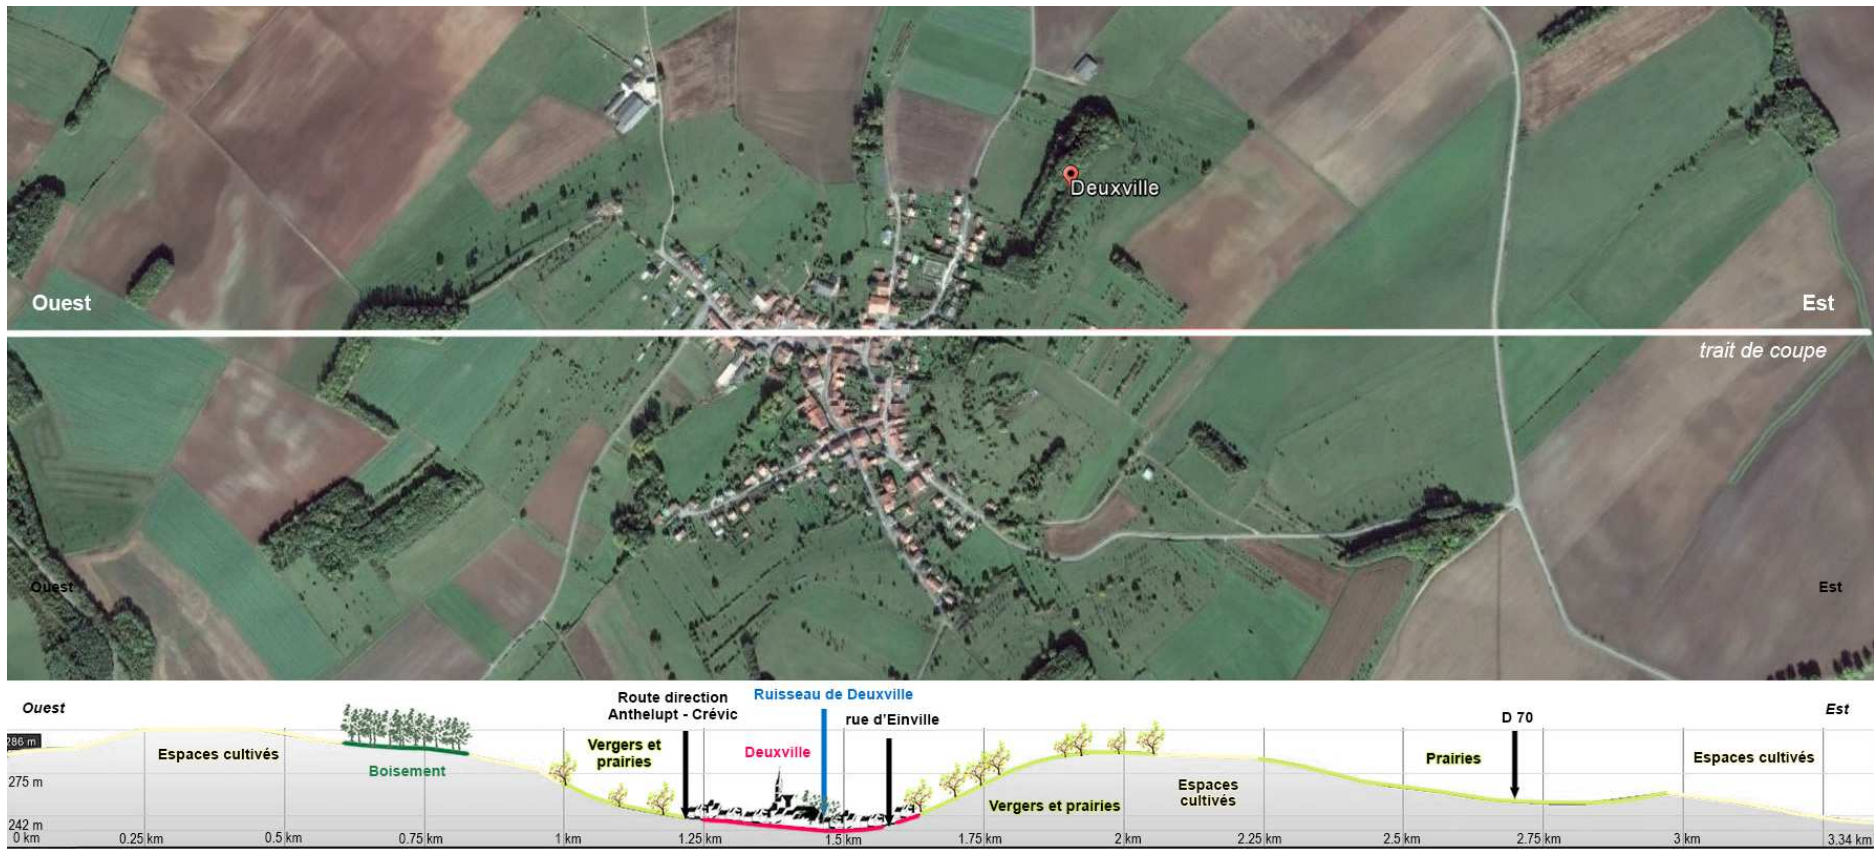 Deuxville
Ouest
Est
trait de coupe
Ouest
Est
Ouest
Route direction
Anthelupt - Crévic
Ruisseau de Deuxville
rue d'Einville
D 70
Est
286 m
Espaces cultivés
Boisement
Vergers et
prairies
Deuxville
Vergers et prairies
Espaces
cultivés
Prairies
Espaces cultivés
275 m
242 m
0 km
0.25 km
0.5 km
0.75 km
1 km
1.25 km
1.5 km
1.75 km
2 km
2.25 km
2.5 km
2.75 km
3 km
3.34 km